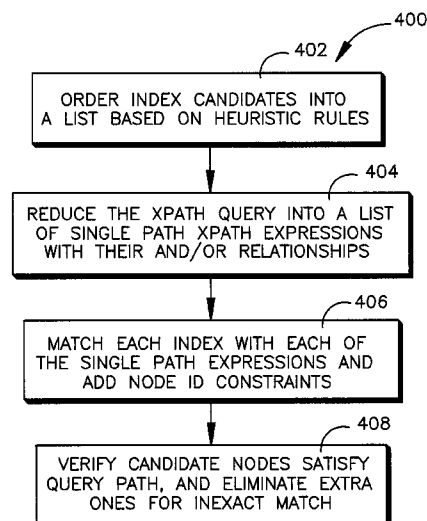 400
402
ORDER INDEX CANDIDATES INTO
A LIST BASED ON HEURISTIC RULES
404
REDUCE THE XPATH QUERY INTO A LIST
OF SINGLE PATH XPATH EXPRESSIONS
WITH THEIR AND/OR RELATIONSHIPS
406
MATCH EACH INDEX WITH EACH OF
THE SINGLE PATH EXPRESSIONS AND
ADD NODE ID CONSTRAINTS
408
VERIFY CANDIDATE NODES SATISFY
QUERY PATH, AND ELIMINATE EXTRA
ONES FOR INEXACT MATCH